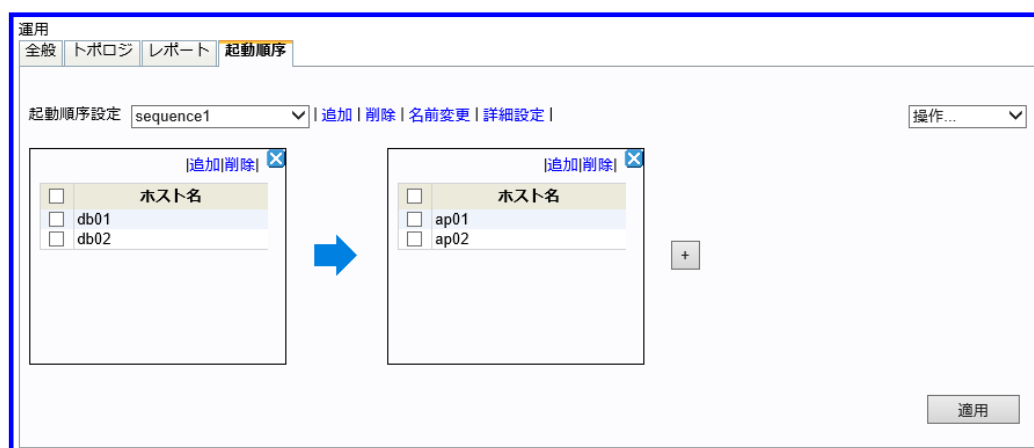 運用
全般 トポロジ レポート 起動順序
起動順序設定 sequence1 | 追加 | 削除 | 名前変更 | 詳細設定 | 操作...
|追加|削除| |追加|削除|
ホスト名 ホスト名
db01 ap01
db02 ap02
+
適用